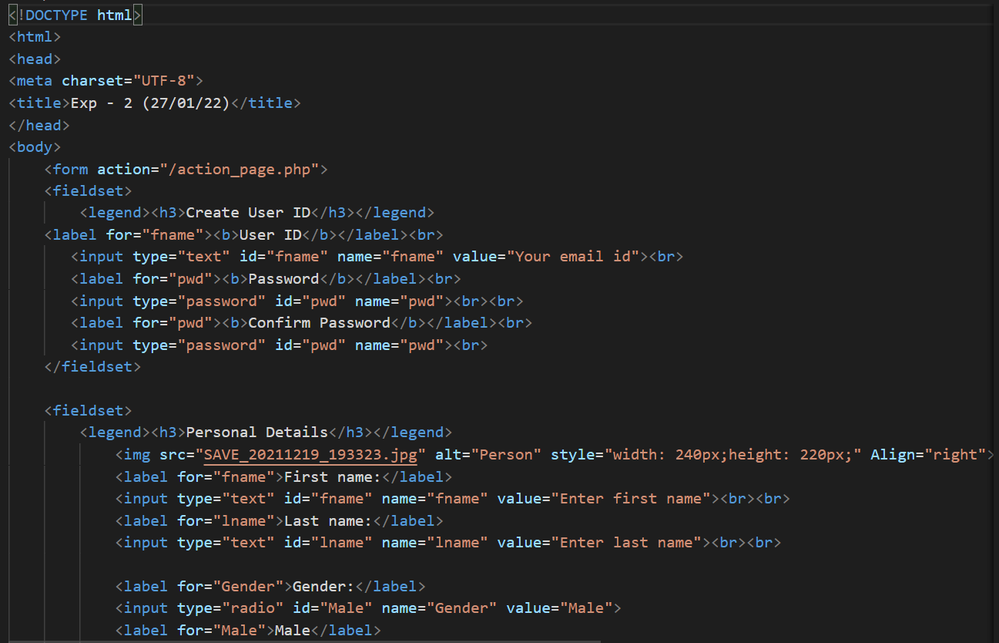 <!DOCTYPE html>
<html>
<head>
<meta charset="UTF-8">
<title>Exp - 2 (27/01/22)</title>
</head>
<body>
    <form action="/action_page.php">
    <fieldset>
        <legend><h3>Create User ID</h3></legend>
    <label for="fname"><b>User ID</b></label><br>
       <input type="text" id="fname" name="fname" value="Your email id"><br>
       <label for="pwd"><b>Password</b></label><br>
       <input type="password" id="pwd" name="pwd"><br><br>
       <label for="pwd"><b>Confirm Password</b></label><br>
       <input type="password" id="pwd" name="pwd"><br>
    </fieldset>

    <fieldset>
        <legend><h3>Personal Details</h3></legend>
            <img src="SAVE_20211219_193323.jpg" alt="Person" style="width: 240px;height: 220px;" Align="right">
            <label for="fname">First name:</label>
            <input type="text" id="fname" name="fname" value="Enter first name"><br><br>
            <label for="lname">Last name:</label>
            <input type="text" id="lname" name="lname" value="Enter last name"><br><br>

            <label for="Gender">Gender:</label>
            <input type="radio" id="Male" name="Gender" value="Male">
            <label for="Male">Male</label>